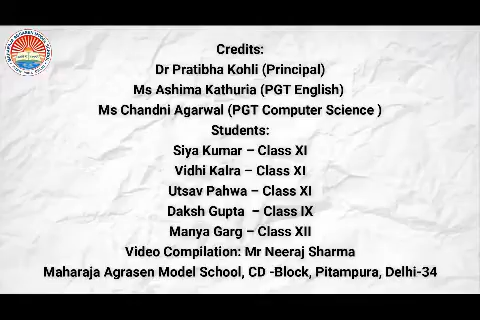 Credits:
Dr Pratibha Kohli (Principal)
Ms Ashima Kathuria (PGT English)
Ms Chandni Agarwal (PGT Computer Science )
Students:
Siya Kumar – Class XI
Vidhi Kalra – Class XI
Utsav Pahwa – Class XI
Daksh Gupta – Class IX
Manya Garg – Class XII
Video Compilation: Mr Neeraj Sharma
Maharaja Agrasen Model School, CD -Block, Pitampura, Delhi-34